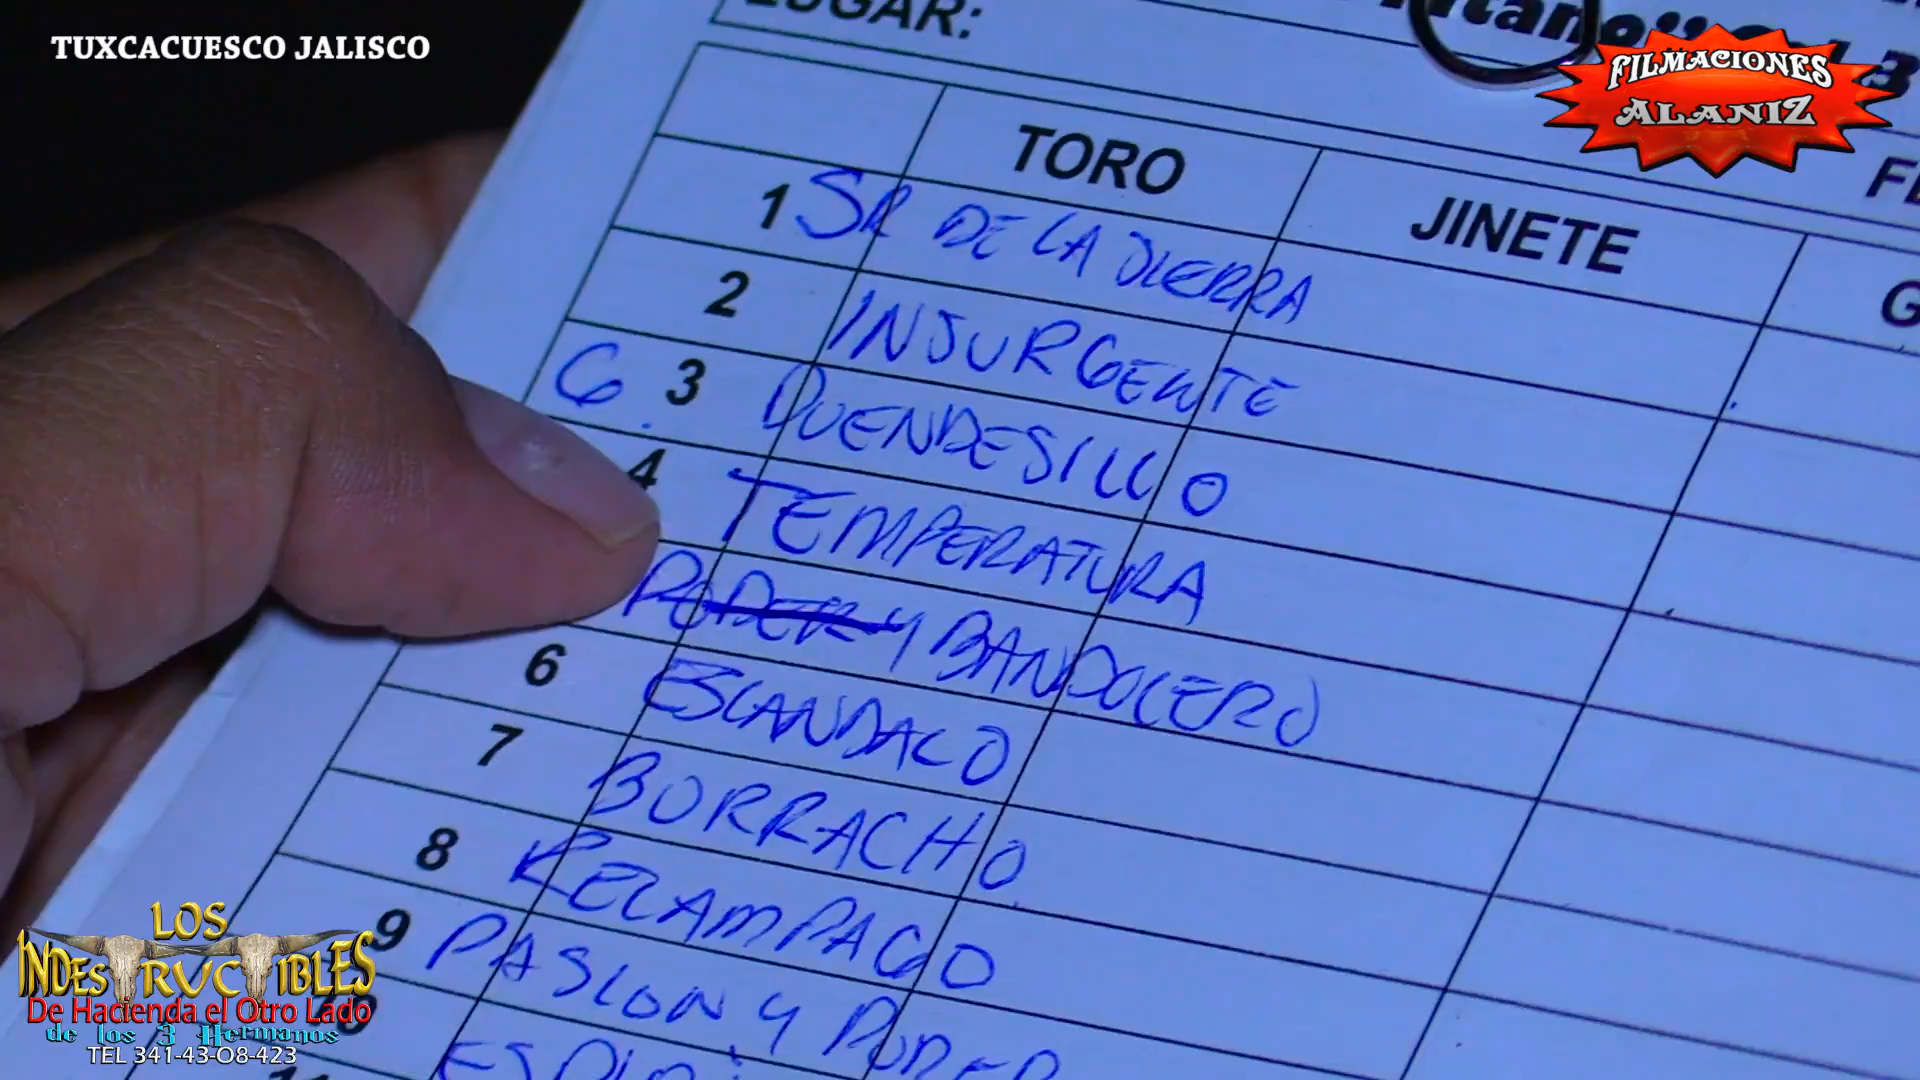 TUXCACUESCO JALISCO
LUGAR:
FILMACIONES
ALANIZ
TORO JINETE
1 SR DE LA SIERRA
2 INSURGENTE
G. 3 DUENDESILLO
4 TEMPERATURA
PODER Y BANDOLERO
6 ESCANDALO
7 BORRACHO
8 RELAMPAGO
9 PASION Y PODER
LOS
INDESTRUCTIBLES
De Hacienda el Otro Lado
de los 3 Hermanos
TEL 341-43-08-423